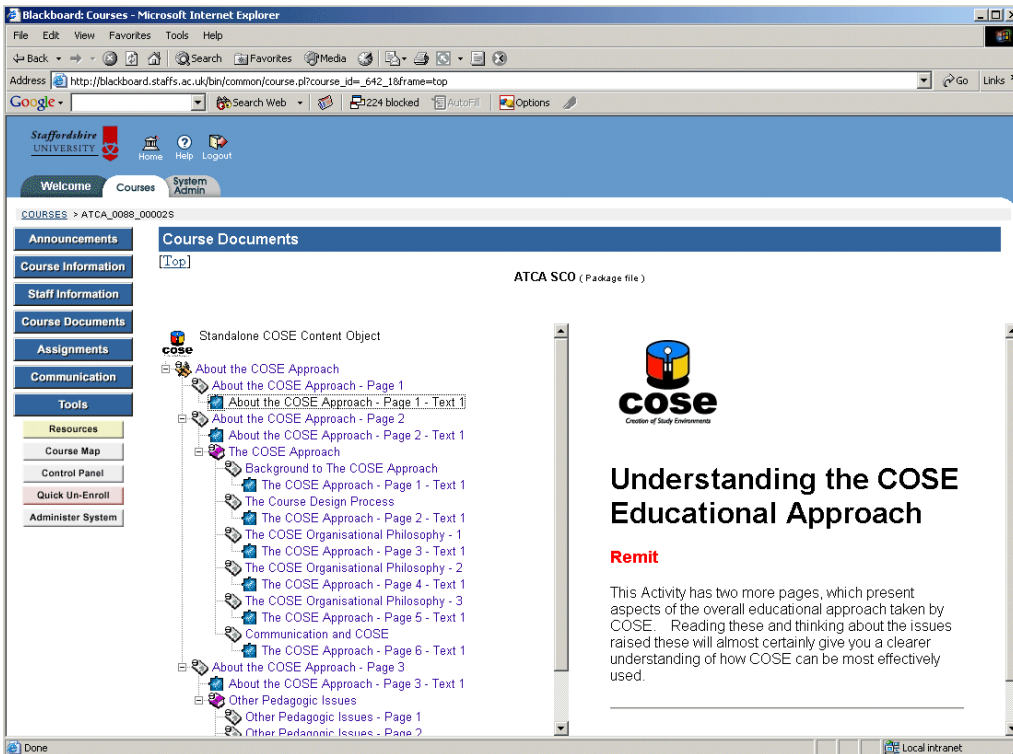 Blackboard: Courses - Microsoft Internet Explorer
File Edit View Favorites Tools Help
Back Search Favorites Media
Address http://blackboard.staffs.ac.uk/bin/common/course.pl?course_id=_642_1&frame=top Go Links
Google Search Web 224 blocked AutoFill Options
Staffordshire
UNIVERSITY
Home Help Logout
Welcome Courses System Admin
COURSES > ATCA_0088_00002S
Announcements
Course Information
Staff Information
Course Documents
Assignments
Communication
Tools
Resources
Course Map
Control Panel
Quick Un-Enroll
Administer System
Course Documents
[Top]
ATCA SCO ( Package file )
cose
Standalone COSE Content Object
About the COSE Approach
About the COSE Approach - Page 1
About the COSE Approach - Page 1 - Text 1
About the COSE Approach - Page 2
About the COSE Approach - Page 2 - Text 1
The COSE Approach
Background to The COSE Approach
The COSE Approach - Page 1 - Text 1
The Course Design Process
The COSE Approach - Page 2 - Text 1
The COSE Organisational Philosophy - 1
The COSE Approach - Page 3 - Text 1
The COSE Organisational Philosophy - 2
The COSE Approach - Page 4 - Text 1
The COSE Organisational Philosophy - 3
The COSE Approach - Page 5 - Text 1
Communication and COSE
The COSE Approach - Page 6 - Text 1
About the COSE Approach - Page 3
About the COSE Approach - Page 3 - Text 1
Other Pedagogic Issues
Other Pedagogic Issues - Page 1
Other Pedagogic Issues - Page 2
cose
Creation of Study Environments
Understanding the COSE
Educational Approach
Remit
This Activity has two more pages, which present
aspects of the overall educational approach taken by
COSE. Reading these and thinking about the issues
raised these will almost certainly give you a clearer
understanding of how COSE can be most effectively
used.
Done Local intranet